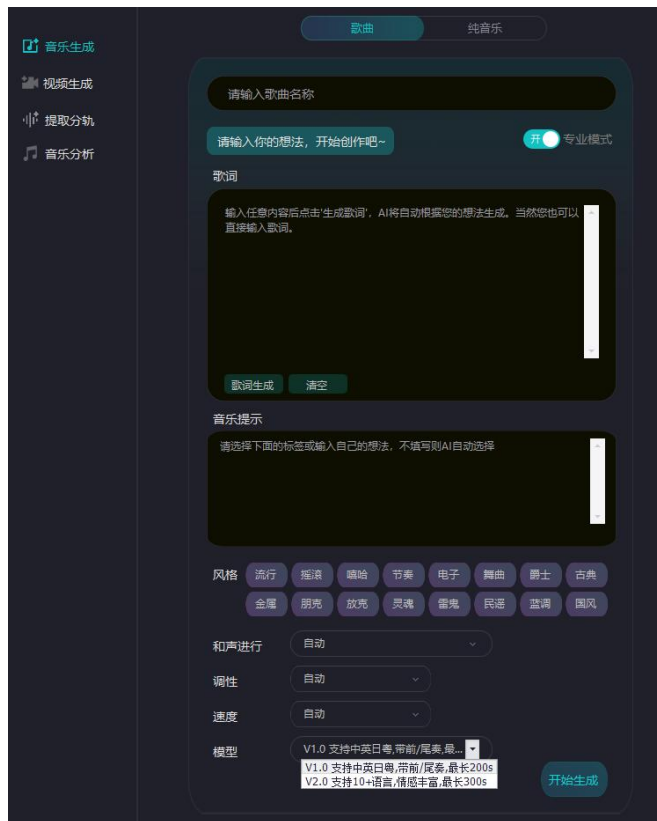 歌曲
纯音乐
音乐生成
视频生成
提取分轨
音乐分析
请输入歌曲名称
请输入你的想法，开始创作吧~
开
专业模式
歌词
输入任意内容后点击'生成歌词'，AI将自动根据您的想法生成。当然您也可以
直接输入歌词。
歌词生成
清空
音乐提示
请选择下面的标签或输入自己的想法，不填写则AI自动选择
风格 流行 摇滚 嘻哈 节奏 电子 舞曲 爵士 古典
金属 朋克 放克 灵魂 雷鬼 民谣 蓝调 国风
和声进行 自动
调性 自动
速度 自动
模型 V1.0 支持中英日粤,带前/尾奏,最...
V1.0 支持中英日粤,带前/尾奏,最长200s
V2.0 支持10+语言,情感丰富,最长300s
开始生成